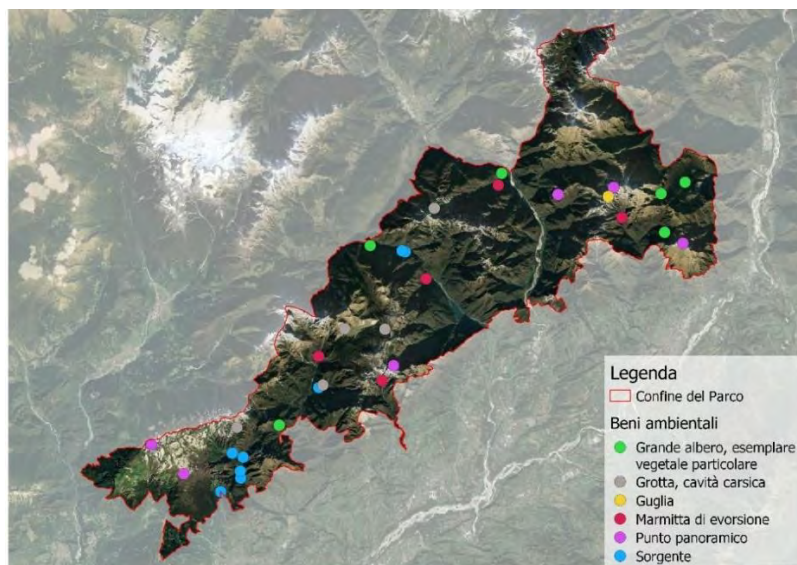 Legenda
Confine del Parco
Beni ambientali
Grande albero, esemplare
vegetale particolare
Grotta, cavità carsica
Guglia
Marmitta di evorsione
Punto panoramico
Sorgente